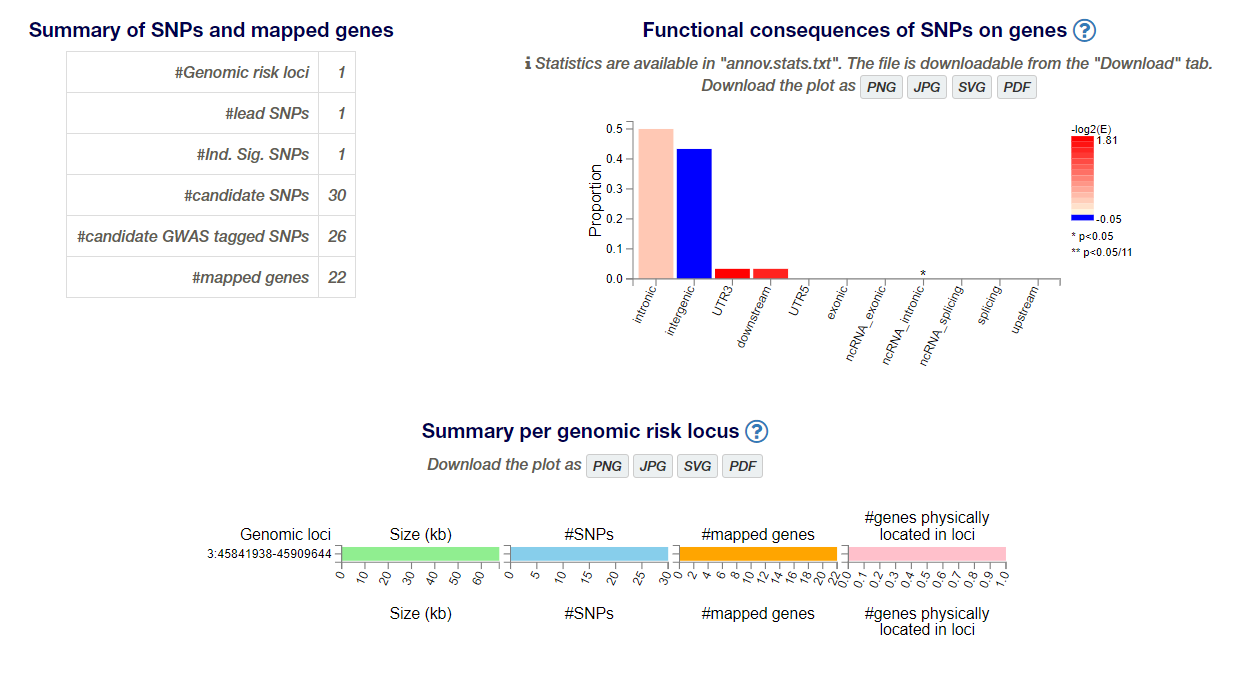 Summary of SNPs and mapped genes
#Genomic risk loci 1
#lead SNPs 1
#Ind. Sig. SNPs 1
#candidate SNPs 30
#candidate GWAS tagged SNPs 26
#mapped genes 22
Functional consequences of SNPs on genes ?
i Statistics are available in "annov.stats.txt". The file is downloadable from the "Download" tab.
Download the plot as PNG JPG SVG PDF
Proportion
0.5
0.4
0.3
0.2
0.1
0.0
*
intronic
intergenic
UTR3
downstream
UTR5
exonic
ncRNA_exonic
ncRNA_intronic
ncRNA_splicing
splicing
upstream
-log2(E)
1.81
-0.05
* p<0.05
** p<0.05/11
Summary per genomic risk locus ?
Download the plot as PNG JPG SVG PDF
Genomic loci
Size (kb)
#SNPs
#mapped genes
#genes physically
located in loci
3:45841938-45909644
0 10 20 30 40 50 60
0 5 10 15 20 25 30
0 2 4 6 8 10 12 14 16 18 20 22
0.0 0.1 0.2 0.3 0.4 0.5 0.6 0.7 0.8 0.9 1.0
Size (kb)
#SNPs
#mapped genes
#genes physically
located in loci